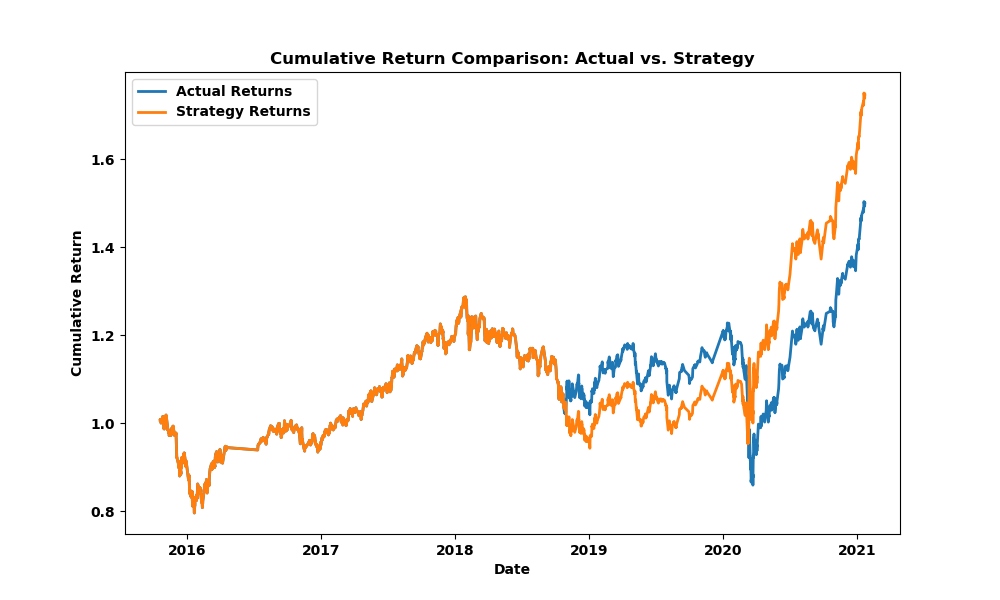 Cumulative Return Comparison: Actual vs. Strategy
Actual Returns
Strategy Returns
Cumulative Return
1.6
1.4
1.2
1.0
0.8
2016 2017 2018 2019 2020 2021
Date